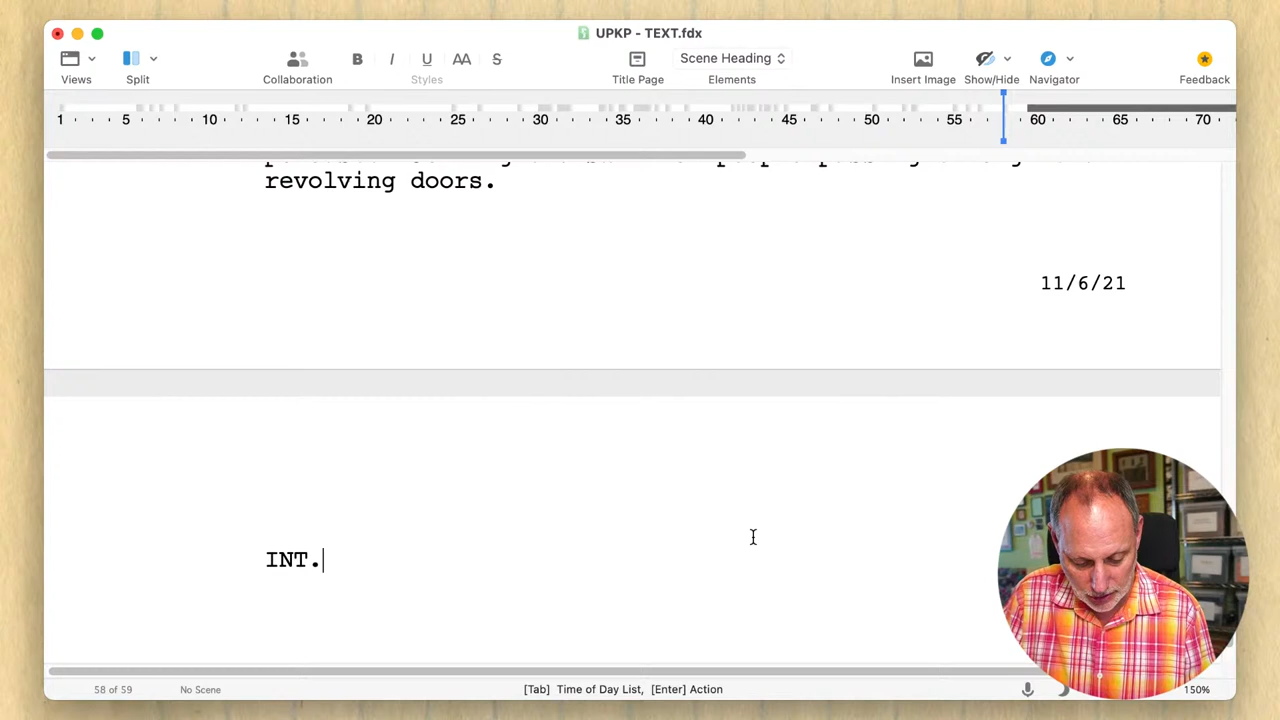 UPKP - TEXT.fdx
Views Split Collaboration B I U AA S Styles Title Page Scene Heading Elements Insert Image Show/Hide Navigator Feedback
1 5 10 15 20 25 30 35 40 45 50 55 60 65 70
revolving doors.
11/6/21
INT.
58 of 59 No Scene [Tab] Time of Day List, [Enter] Action 150%